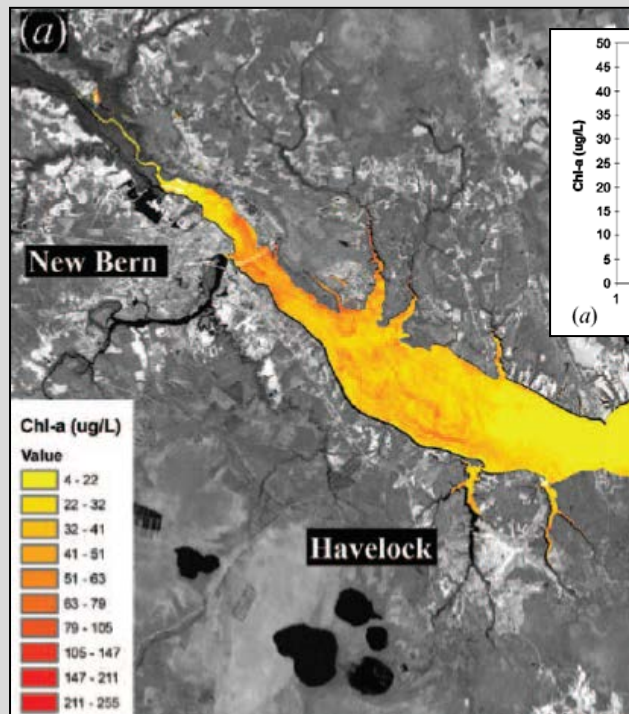 (a)
New Bern
Havelock
Chl-a (ug/L)
Value
4 - 22
22 - 32
32 - 41
41 - 51
51 - 63
63 - 79
79 - 105
105 - 147
147 - 211
211 - 255
50
45
40
35
30
25
20
15
10
5
0
Chl-a (ug/L)
1
(a)